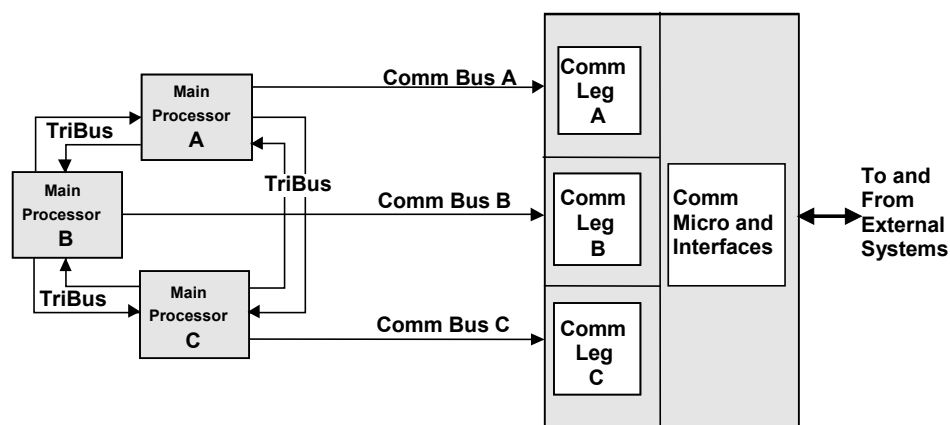 Main
Processor
A
TriBus
Main
Processor
B
TriBus
Main
Processor
C
TriBus
Comm Bus A
Comm Bus B
Comm Bus C
Comm
Leg
A
Comm
Leg
B
Comm
Leg
C
Comm
Micro and
Interfaces
To and
From
External
Systems